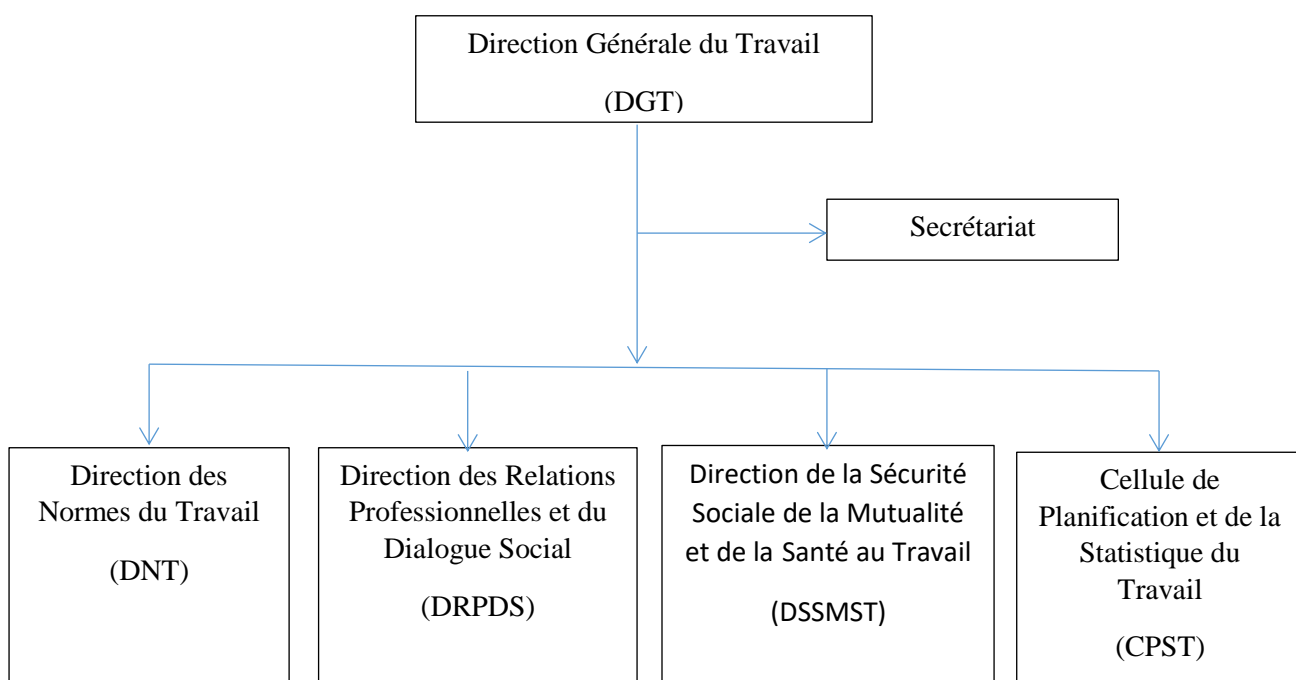 Direction Générale du Travail
(DGT)
Secrétariat
Direction des
Normes du Travail
(DNT)
Direction des Relations
Professionnelles et du
Dialogue Social
(DRPDS)
Direction de la Sécurité
Sociale de la Mutualité
et de la Santé au Travail
(DSSMST)
Cellule de
Planification et de la
Statistique du
Travail
(CPST)